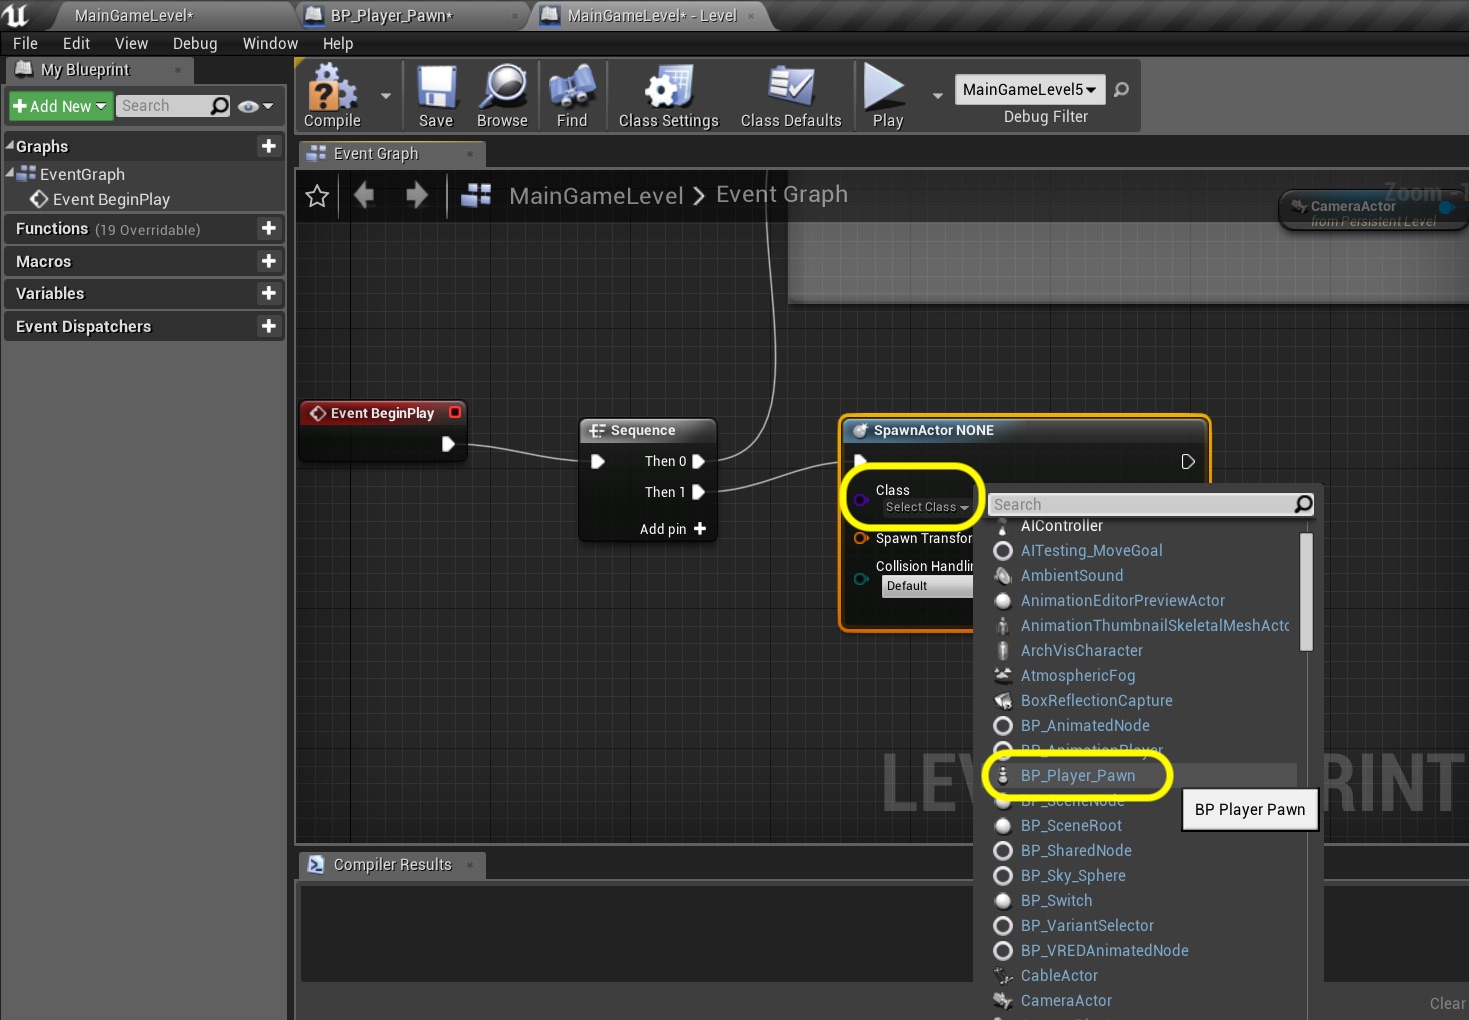 MainGameLevel*
BP_Player_Pawn*
MainGameLevel* - Level
File Edit View Debug Window Help
My Blueprint
Add New
Search
Compile
Save
Browse
Find
Class Settings
Class Defaults
Play
MainGameLevel5
Debug Filter
Graphs
EventGraph
Event BeginPlay
Functions (19 Overridable)
Macros
Variables
Event Dispatchers
Event Graph
MainGameLevel > Event Graph
Zoom -1
CameraActor
from Persistent Level
Event BeginPlay
Sequence
Then 0
Then 1
Add pin
SpawnActor NONE
Class
Select Class
Spawn Transfor
Collision Handlin
Default
Search
AIController
AITesting_MoveGoal
AmbientSound
AnimationEditorPreviewActor
AnimationThumbnailSkeletalMeshActo
ArchVisCharacter
AtmosphericFog
BoxReflectionCapture
BP_AnimatedNode
BP_AnimationPlayer
BP_Player_Pawn
BP_SceneNode
BP_SceneRoot
BP_SharedNode
BP_Sky_Sphere
BP_Switch
BP_VariantSelector
BP_VREDAnimatedNode
CableActor
CameraActor
BP Player Pawn
LEV
RINT
Compiler Results
Clear